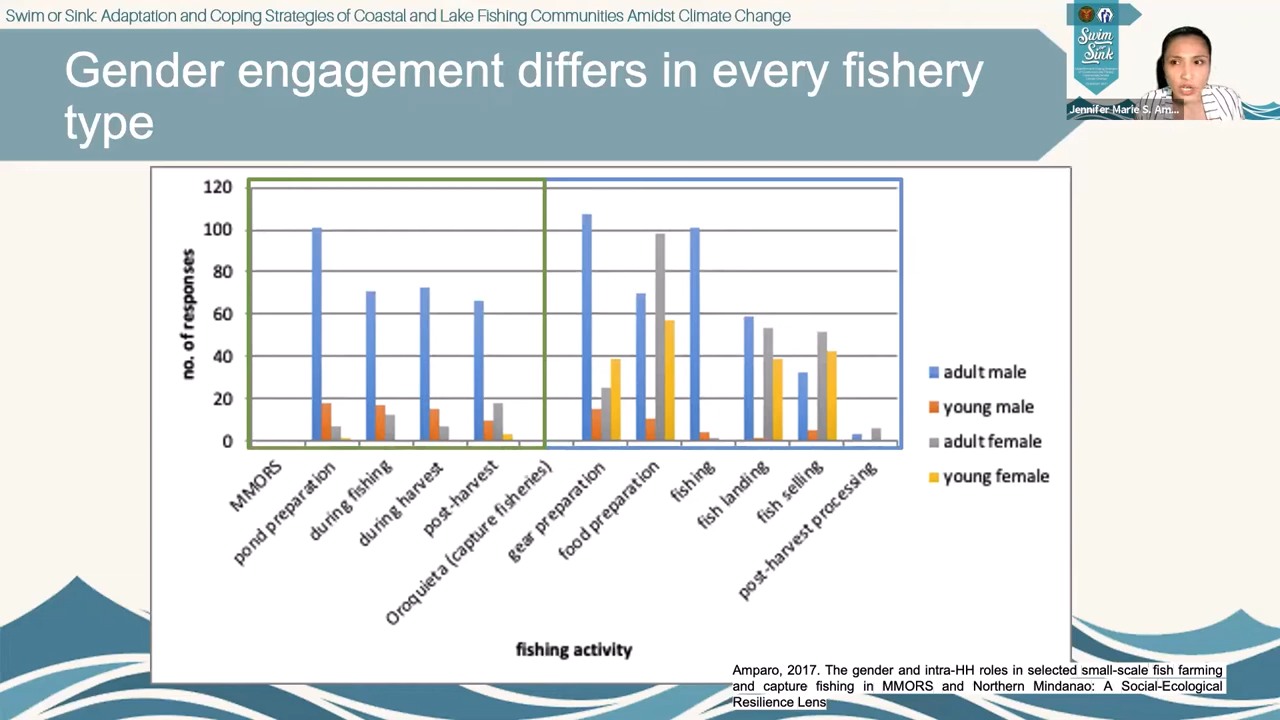 Swim or Sink: Adaptation and Coping Strategies of Coastal and Lake Fishing Communities Amidst Climate Change
Swim
or
Sink
Jennifer Marie S. Am...
Gender engagement differs in every fishery
type
120
100
80
60
40
20
0
no. of responses
MMORS
pond preparation
during fishing
during harvest
post-harvest
Oroquieta (capture fisheries)
gear preparation
food preparation
fishing
fish landing
fish selling
post-harvest processing
fishing activity
adult male
young male
adult female
young female
Amparo, 2017. The gender and intra-HH roles in selected small-scale fish farming
and capture fishing in MMORS and Northern Mindanao: A Social-Ecological
Resilience Lens